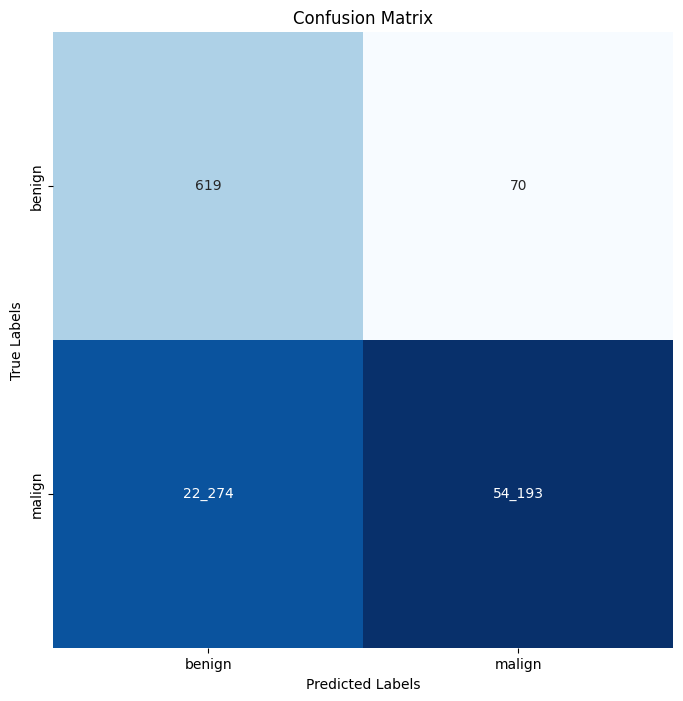 Confusion Matrix
True Labels
benign
619
70
malign
22_274
54_193
benign
malign
Predicted Labels